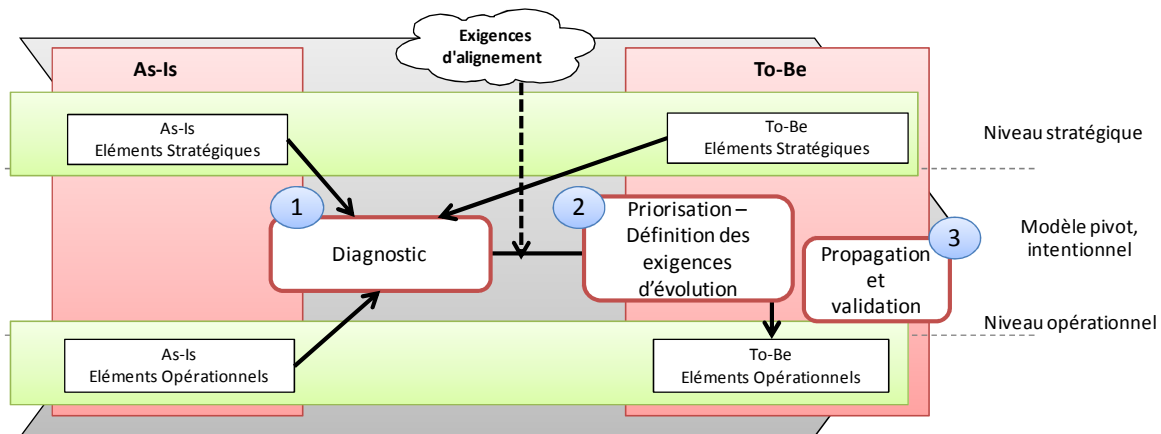 Exigences
d'alignement
As-Is
To-Be
As-Is
Eléments Stratégiques
To-Be
Eléments Stratégiques
Niveau stratégique
1
Diagnostic
2
Priorisation –
Définition des
exigences
d'évolution
3
Propagation
et
validation
Modèle pivot,
intentionnel
Niveau opérationnel
As-Is
Eléments Opérationnels
To-Be
Eléments Opérationnels